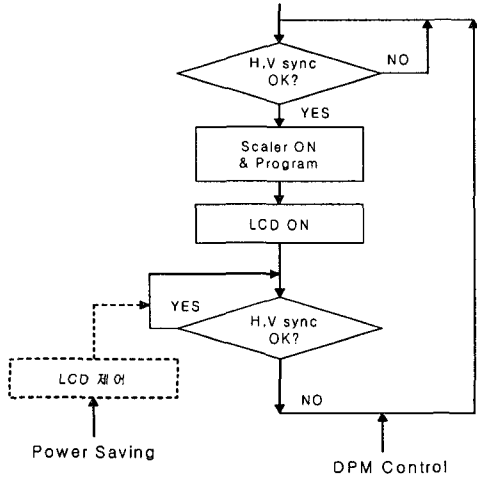 H,V sync
OK?
NO
YES
Scaler ON
& Program
LCD ON
YES
H,V sync
OK?
LCD 제어
NO
Power Saving
DPM Control